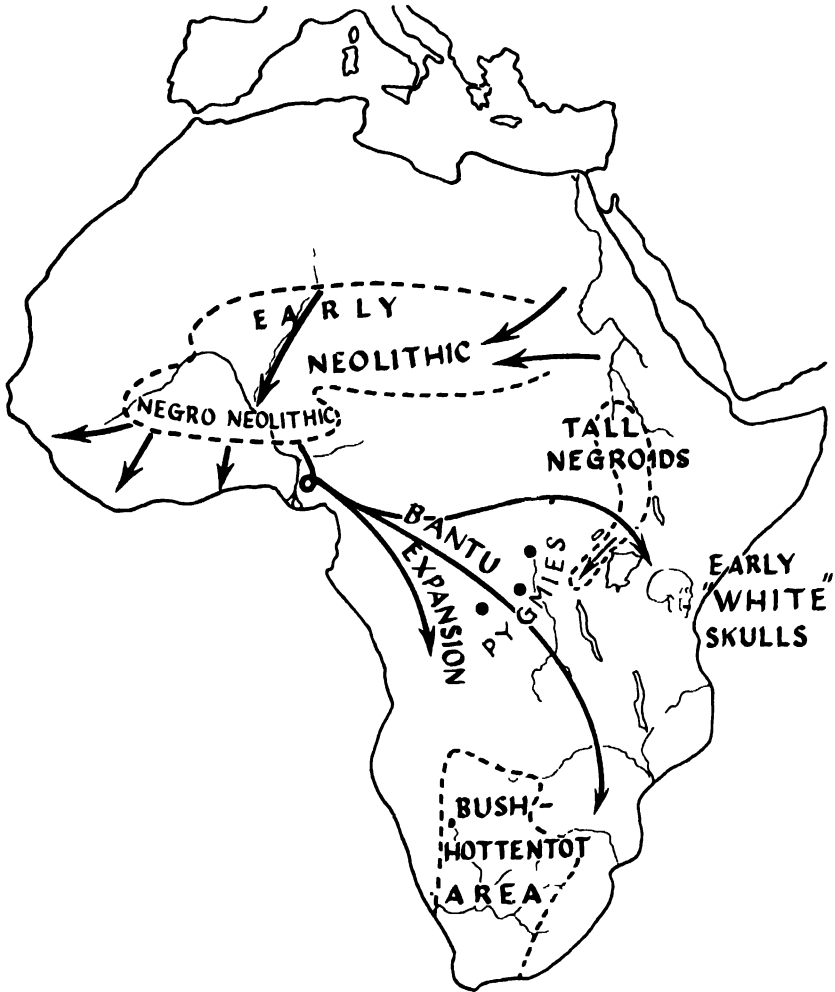 EARLY
NEOLITHIC
NEGRO NEOLITHIC
TALL
NEGROIDS
BANTU
EXPANSION
PYGMIES
EARLY
"WHITE"
SKULLS
BUSH-
HOTTENTOT
AREA